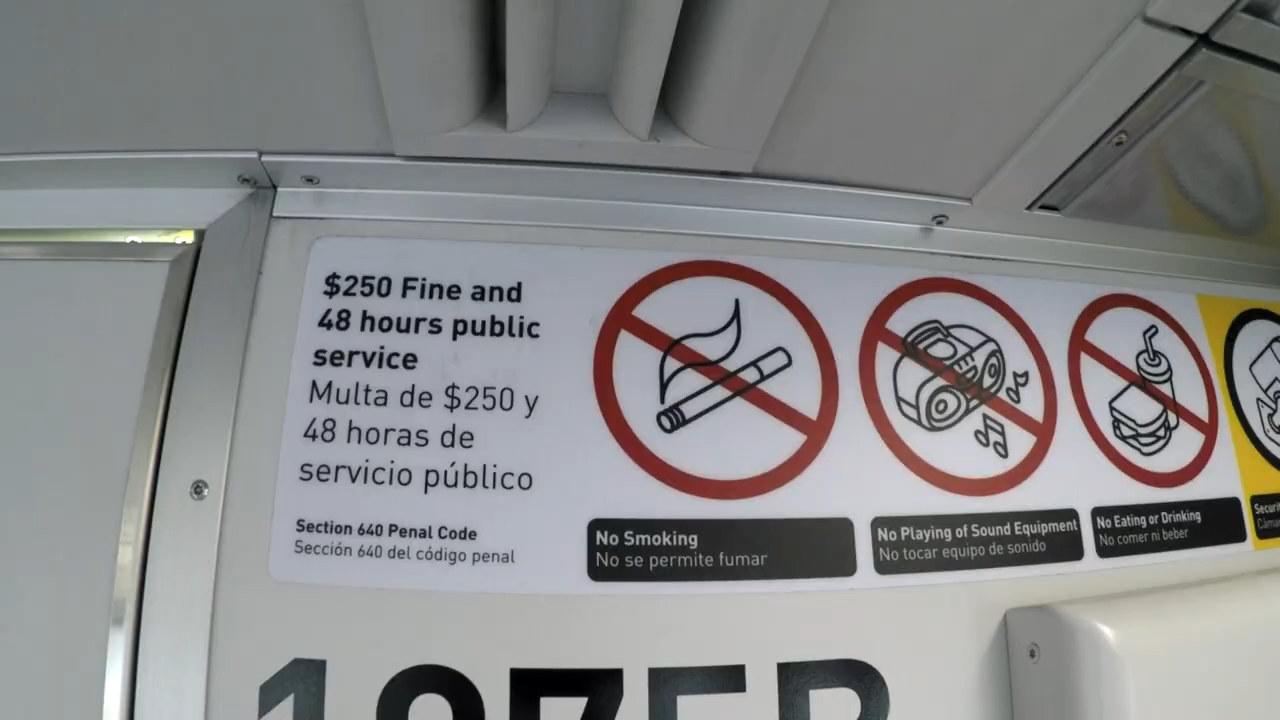 $250 Fine and
48 hours public
service
Multa de $250 y
48 horas de
servicio público
Section 640 Penal Code
Sección 640 del código penal
No Smoking
No se permite fumar
No Playing of Sound Equipment
No tocar equipo de sonido
No Eating or Drinking
No comer ni beber